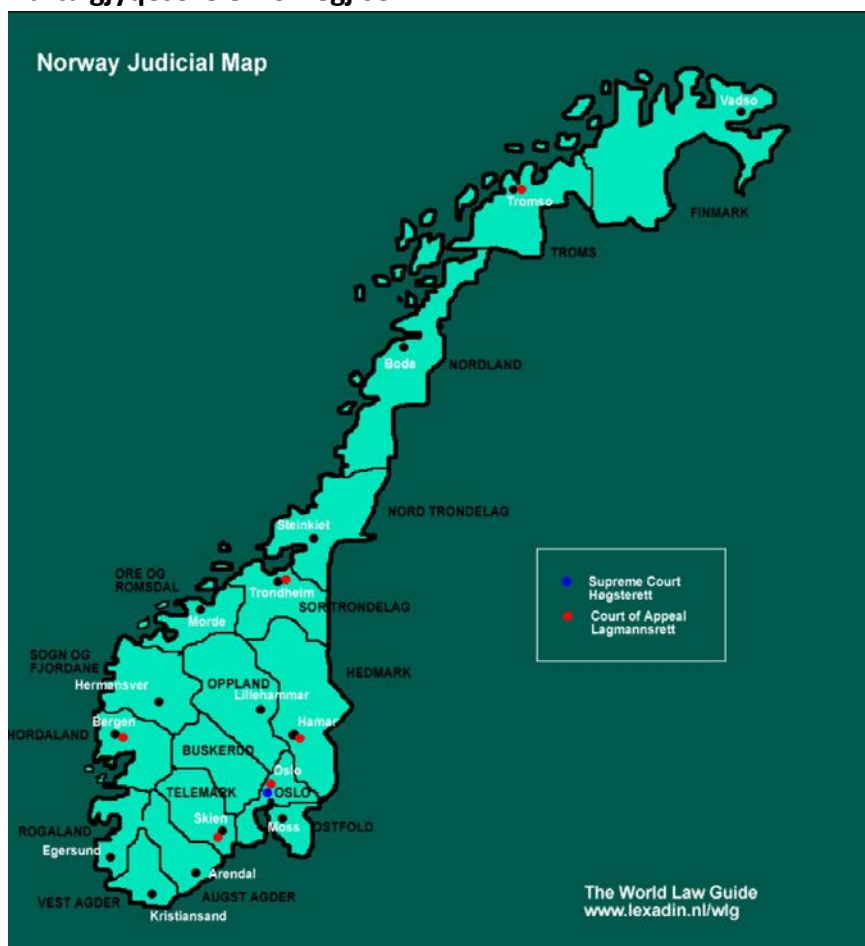 Norway Judicial Map
Vadso
Tromso
FINMARK
TROMS
Bode
NORDLAND
NORD TRONDELAG
Steinkiet
ORE OG
ROMSDAL
Trondheim
SOR TRONDELAG
Morde
SOGN OG
FJORDANE
HEDMARK
Hermensver
OPPLAND
Lillehammar
Bergen
HORDALAND
Hamar
BUSKERUD
Oslo
TELEMARK
OSLO
Skien
ROGALAND
Moss
OSTFOLD
Egersund
Arendal
VEST AGDER
AUGST AGDER
Kristiansand
Supreme Court
Høgsterett
Court of Appeal
Lagmannsrett
The World Law Guide
www.lexadin.nl/wlg